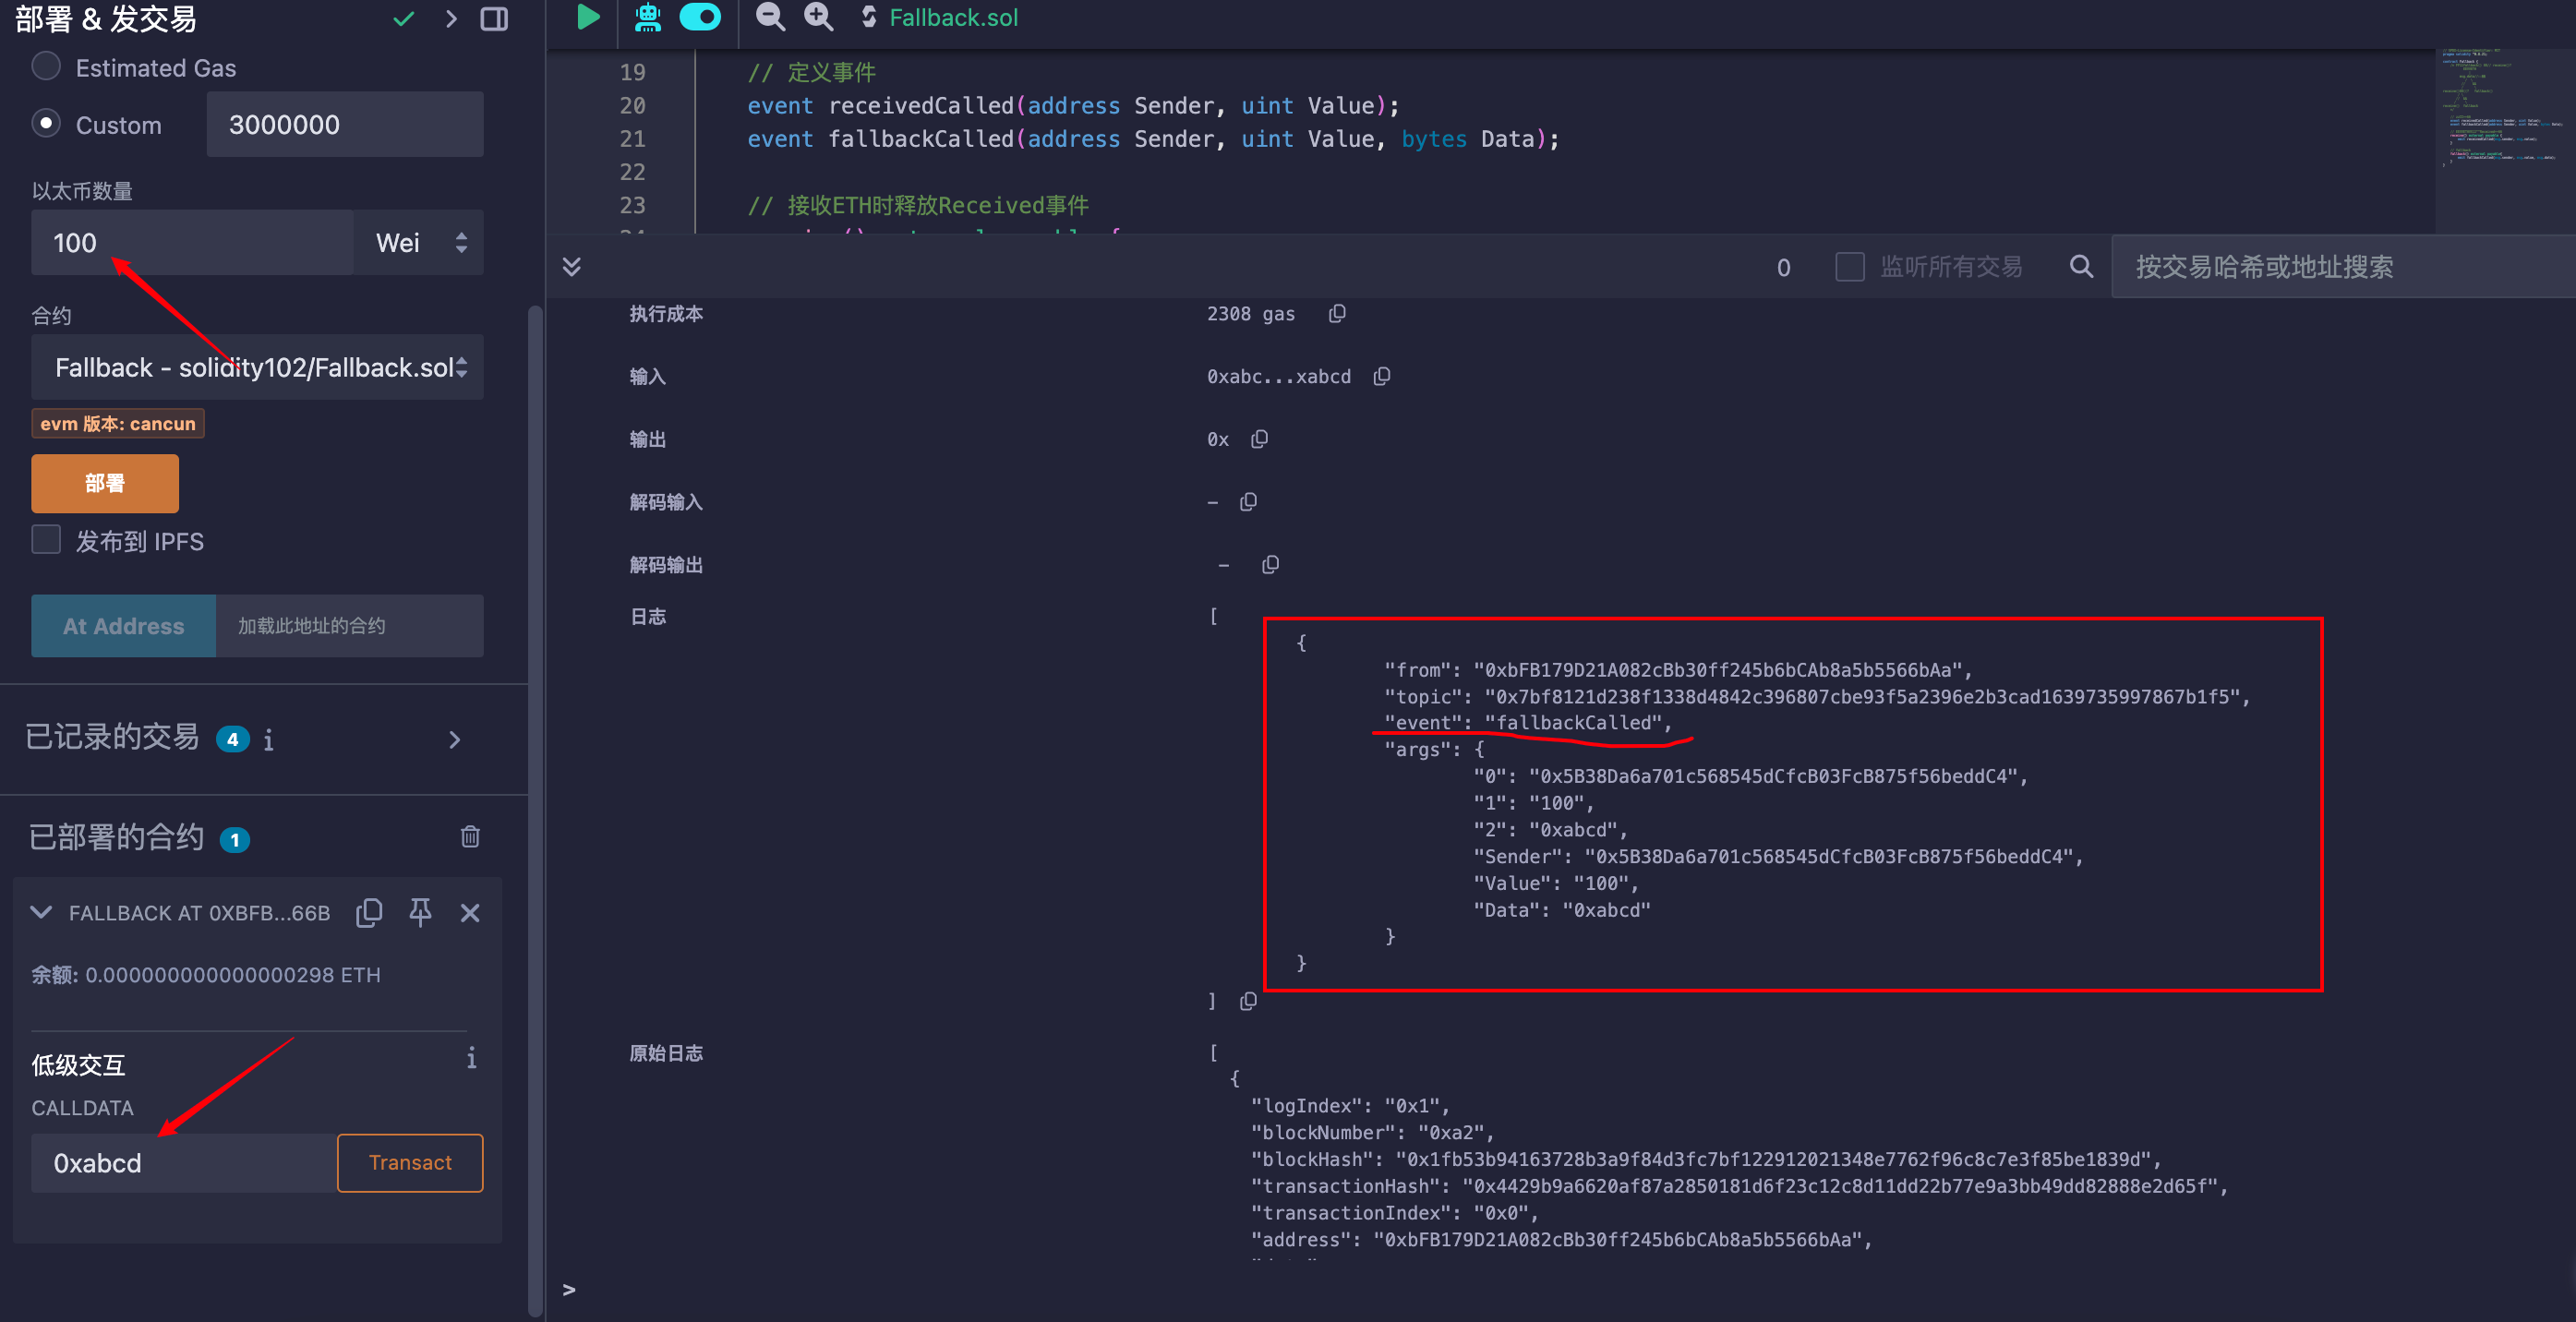 部署 & 发交易
Estimated Gas
Custom
3000000
以太币数量
100
Wei
合约
Fallback - solidity102/Fallback.sol
evm 版本: cancun
部署
发布到 IPFS
At Address
加载此地址的合约
已记录的交易 4 i
已部署的合约 1
FALLBACK AT 0XBFB...66B
余额: 0.000000000000000298 ETH
低级交互
i
CALLDATA
0xabcd
Transact
Fallback.sol
19 // 定义事件
20 event receivedCalled(address Sender, uint Value);
21 event fallbackCalled(address Sender, uint Value, bytes Data);
22
23 // 接收ETH时释放Received事件
0
监听所有交易
按交易哈希或地址搜索
执行成本 2308 gas
输入 0xabc...xabcd
输出 0x
解码输入 -
解码输出 -
日志 [
{
"from": "0xbFB179D21A082cBb30ff245b6bCAb8a5b5566bAa",
"topic": "0x7bf8121d238f1338d4842c396807cbe93f5a2396e2b3cad1639735997867b1f5",
"event": "fallbackCalled",
"args": {
"0": "0x5B38Da6a701c568545dCfcB03FcB875f56beddC4",
"1": "100",
"2": "0xabcd",
"Sender": "0x5B38Da6a701c568545dCfcB03FcB875f56beddC4",
"Value": "100",
"Data": "0xabcd"
}
}
]
原始日志 [
{
"logIndex": "0x1",
"blockNumber": "0xa2",
"blockHash": "0x1fb53b94163728b3a9f84d3fc7bf122912021348e7762f96c8c7e3f85be1839d",
"transactionHash": "0x4429b9a6620af87a2850181d6f23c12c8d11dd22b77e9a3bb49dd82888e2d65f",
"transactionIndex": "0x0",
"address": "0xbFB179D21A082cBb30ff245b6bCAb8a5b5566bAa",
>